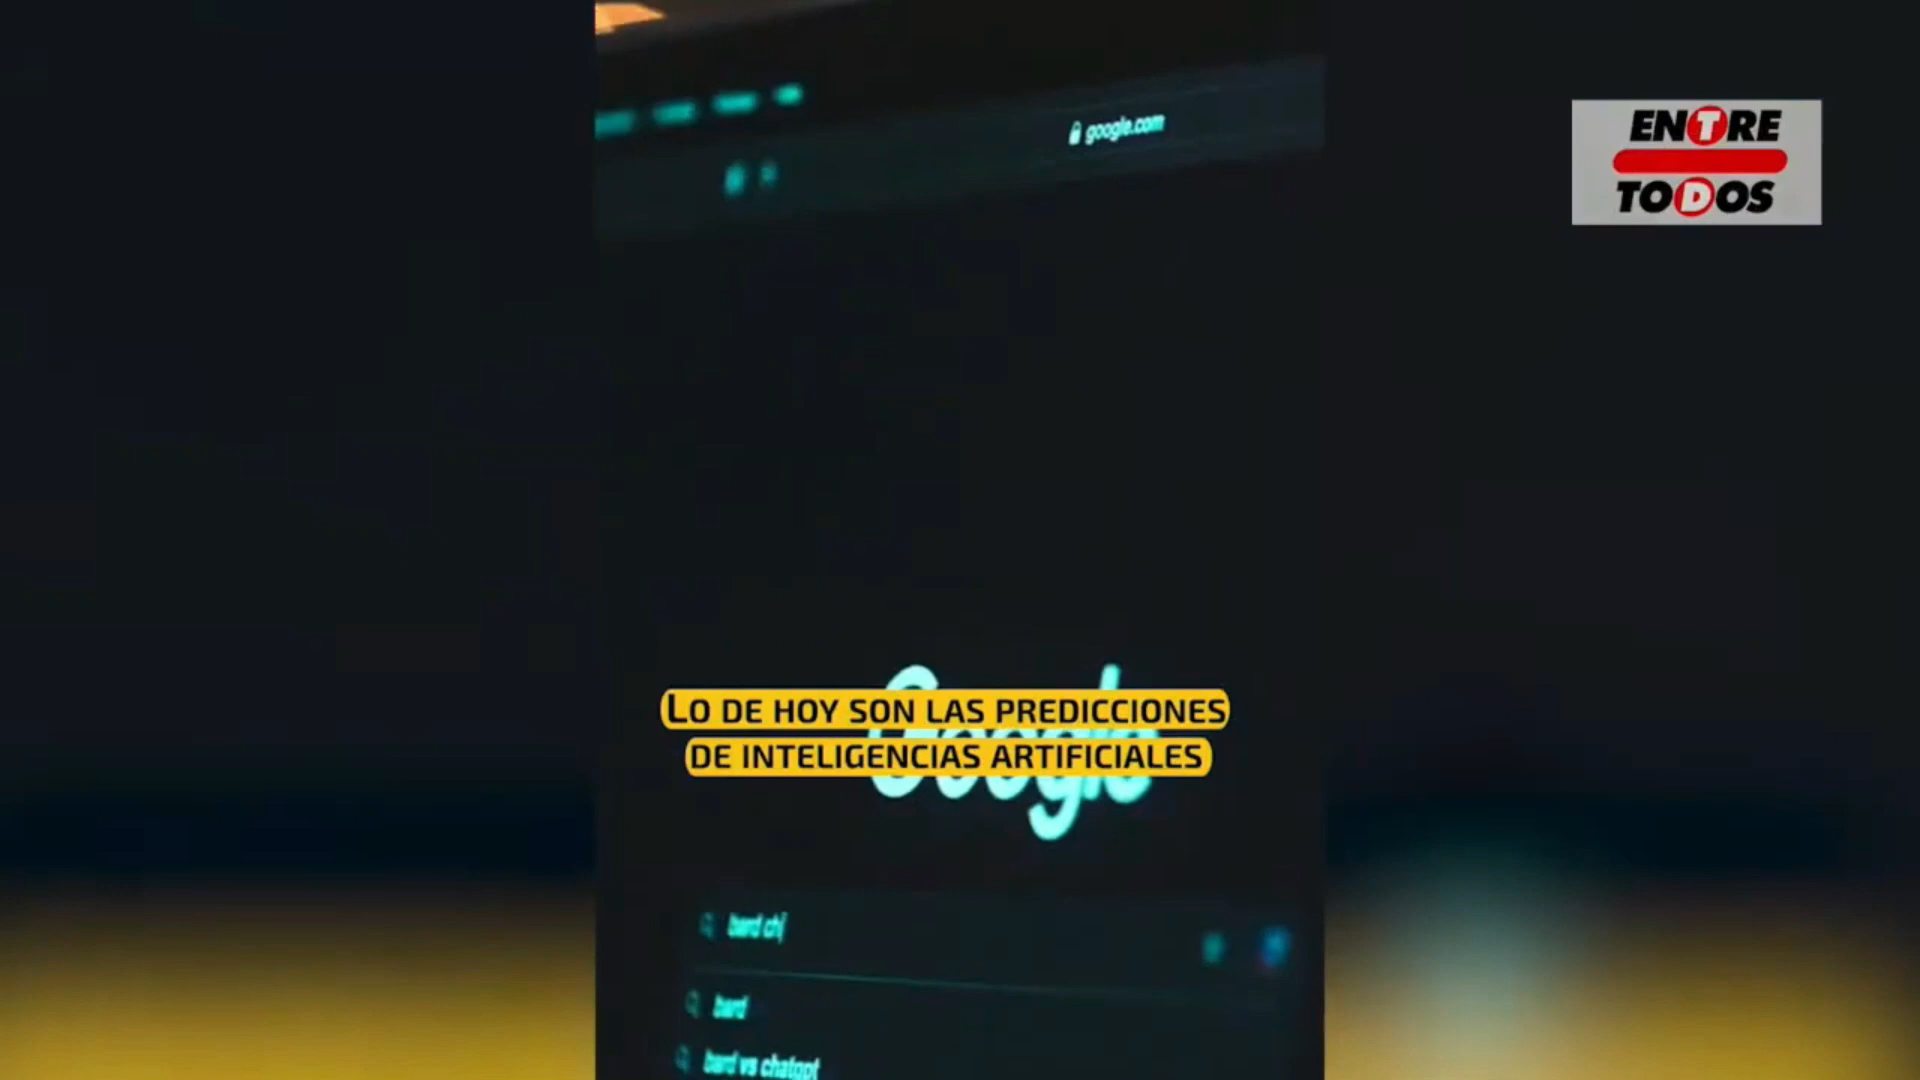 google.com
ENTRE
TODOS
Google
LO DE HOY SON LAS PREDICCIONES
DE INTELIGENCIAS ARTIFICIALES
bard ch
bard
bard vs chatgpt